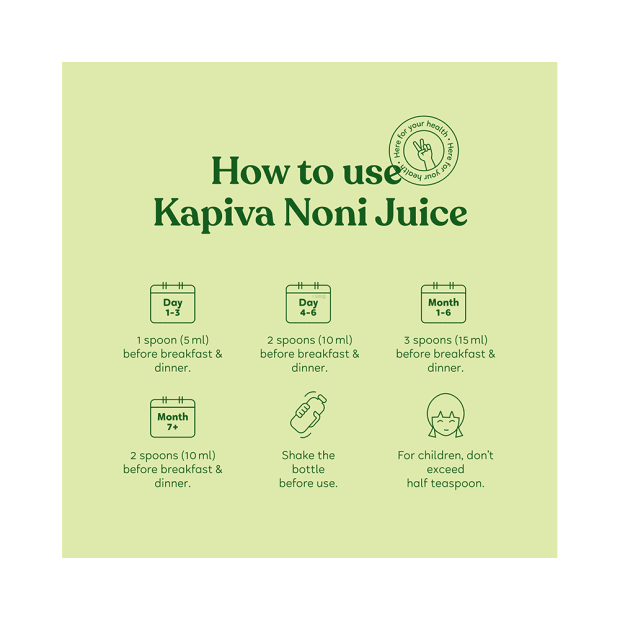 Here for your health • Here for your health •
How to use
Kapiva Noni Juice
Day
1-3
1 spoon (5 ml)
before breakfast &
dinner.
Day
4-6
2 spoons (10 ml)
before breakfast &
dinner.
Month
1-6
3 spoons (15 ml)
before breakfast &
dinner.
Month
7+
2 spoons (10 ml)
before breakfast &
dinner.
Shake the
bottle
before use.
For children, don't
exceed
half teaspoon.